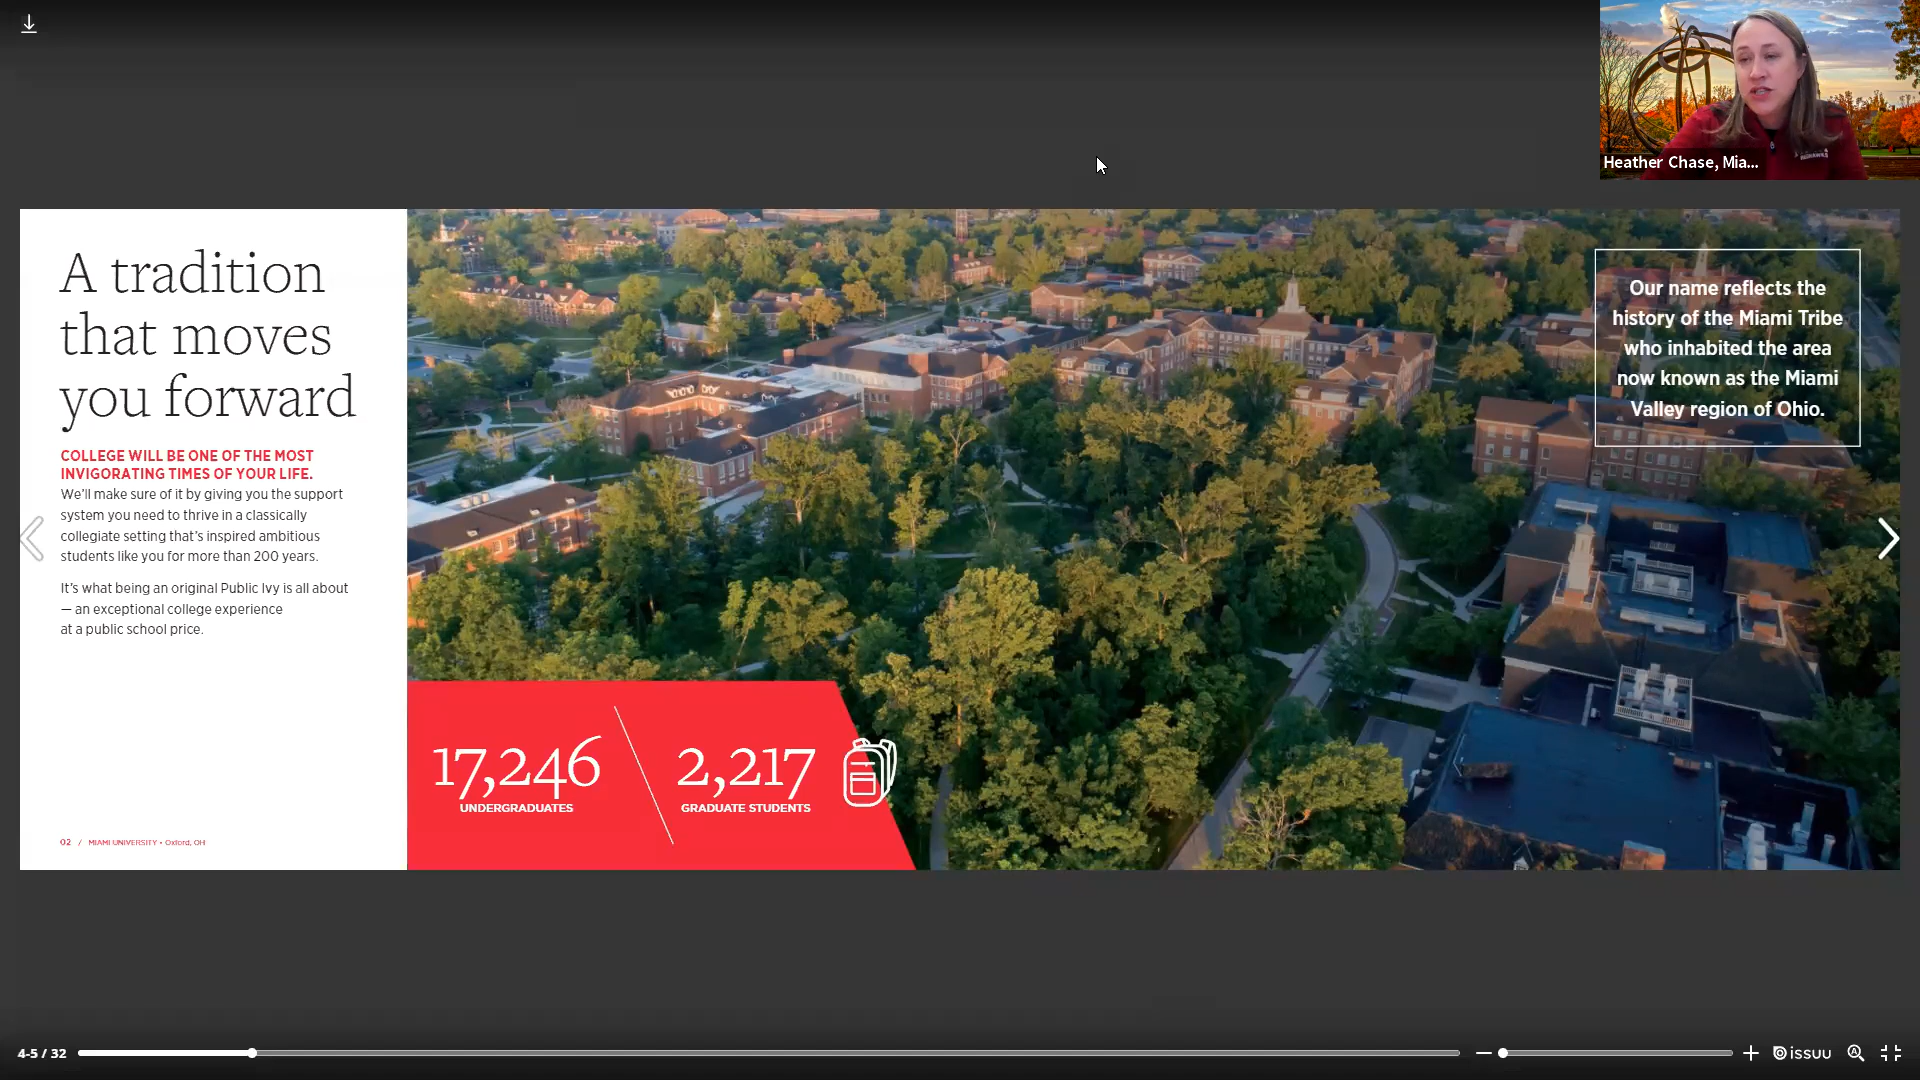 Heather Chase, Mia...
A tradition
that moves
you forward
COLLEGE WILL BE ONE OF THE MOST
INVIGORATING TIMES OF YOUR LIFE.
We'll make sure of it by giving you the support
system you need to thrive in a classically
collegiate setting that's inspired ambitious
students like you for more than 200 years.
It's what being an original Public Ivy is all about
— an exceptional college experience
at a public school price.
02 / MIAMI UNIVERSITY • Oxford, OH
17,246
UNDERGRADUATES
2,217
GRADUATE STUDENTS
Our name reflects the
history of the Miami Tribe
who inhabited the area
now known as the Miami
Valley region of Ohio.
4-5 / 32
issuu